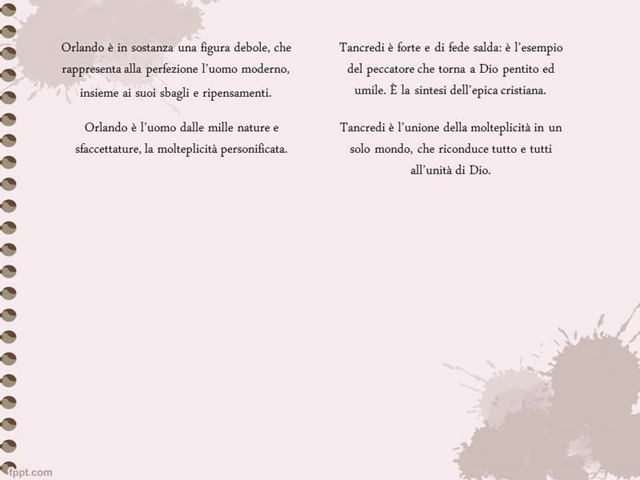 Orlando è in sostanza una figura debole, che
rappresenta alla perfezione l'uomo moderno,
insieme ai suoi sbagli e ripensamenti.
Orlando è l'uomo dalle mille nature e
sfaccettature, la molteplicità personificata.
Tancredi è forte e di fede salda: è l'esempio
del peccatore che torna a Dio pentito ed
umile. È la sintesi dell'epica cristiana.
Tancredi è l'unione della molteplicità in un
solo mondo, che riconduce tutto e tutti
all'unità di Dio.
fppt.com